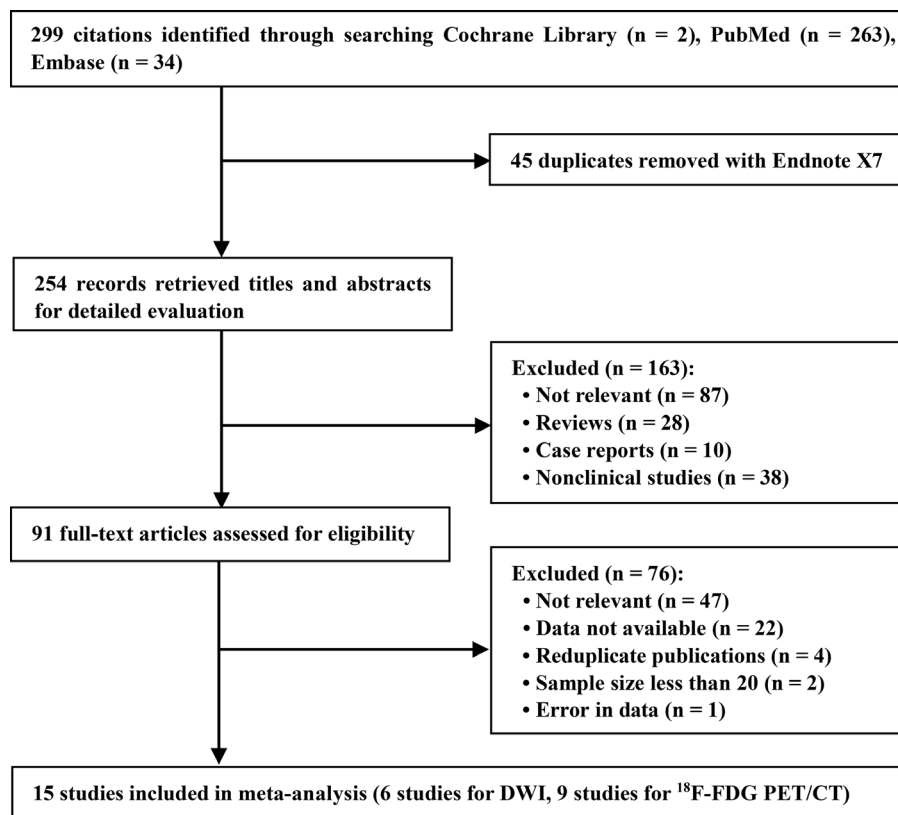 299 citations identified through searching Cochrane Library (n = 2), PubMed (n = 263),
Embase (n = 34)
45 duplicates removed with Endnote X7
254 records retrieved titles and abstracts
for detailed evaluation
Excluded (n = 163):
• Not relevant (n = 87)
• Reviews (n = 28)
• Case reports (n = 10)
• Nonclinical studies (n = 38)
91 full-text articles assessed for eligibility
Excluded (n = 76):
• Not relevant (n = 47)
• Data not available (n = 22)
• Reduplicate publications (n = 4)
• Sample size less than 20 (n = 2)
• Error in data (n = 1)
15 studies included in meta-analysis (6 studies for DWI, 9 studies for ¹⁸F-FDG PET/CT)